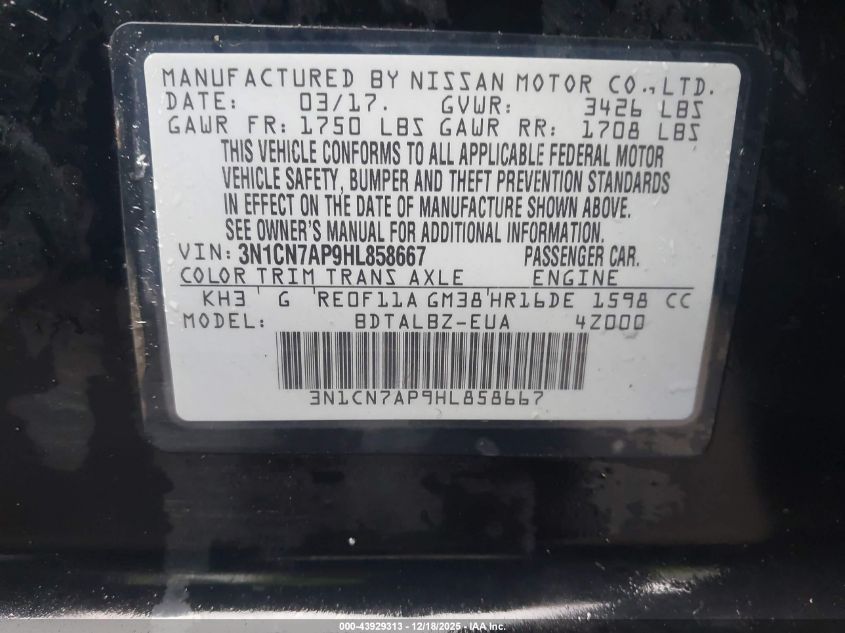 MANUFACTURED BY NISSAN MOTOR CO., LTD.
DATE: 03/17. GVWR: 3426 LBS
GAWR FR: 1750 LBS GAWR RR: 1708 LBS
THIS VEHICLE CONFORMS TO ALL APPLICABLE FEDERAL MOTOR
VEHICLE SAFETY, BUMPER AND THEFT PREVENTION STANDARDS
IN EFFECT ON THE DATE OF MANUFACTURE SHOWN ABOVE.
SEE OWNER'S MANUAL FOR ADDITIONAL INFORMATION.
VIN: 3N1CN7AP9HL858667 PASSENGER CAR.
COLOR TRIM TRANS AXLE ENGINE
KH3 G RE0F11A GM38 HR16DE 1598 CC
MODEL: BDTALBZ-EUA 4Z000
3N1CN7AP9HL858667
000-43929313 - 12/18/2025 - IAA, Inc.